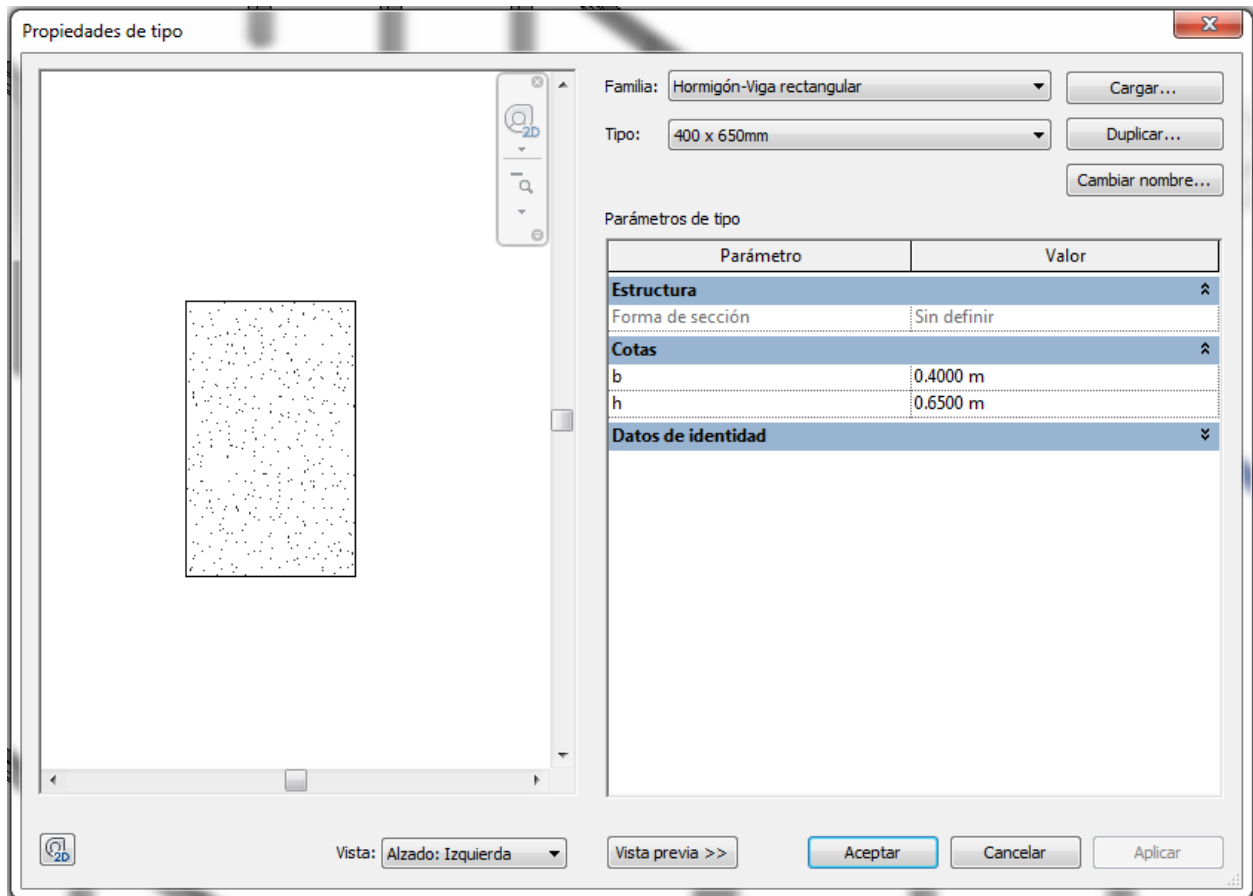 Propiedades de tipo
2D
Familia: Hormigón-Viga rectangular Cargar...
Tipo: 400 x 650mm Duplicar...
Cambiar nombre...
Parámetros de tipo
Parámetro Valor
Estructura
Forma de sección Sin definir
Cotas
b 0.4000 m
h 0.6500 m
Datos de identidad
2D
Vista: Alzado: Izquierda Vista previa >> Aceptar Cancelar Aplicar